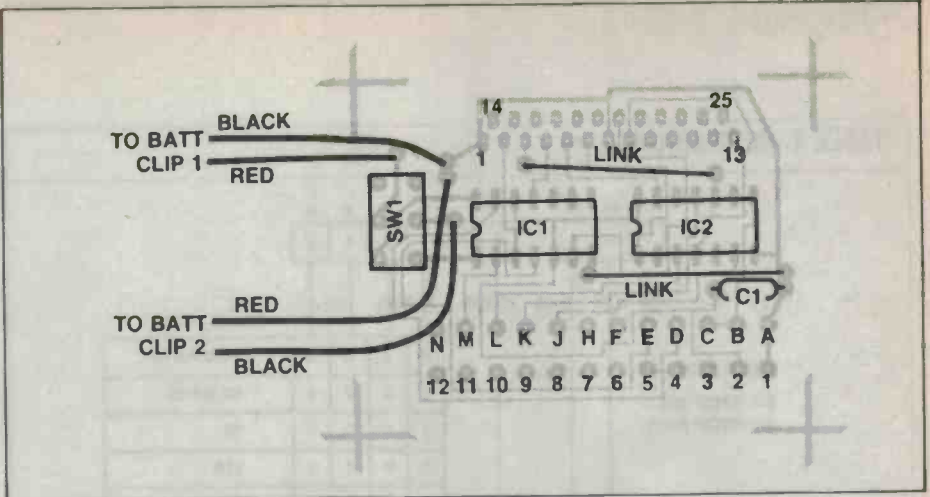 BLACK
TO BATT
CLIP 1
RED
14 25
1 13
LINK
SW1
IC1
IC2
LINK
C1
RED
TO BATT
CLIP 2
BLACK
N M L K J H F E D C B A
12 11 10 9 8 7 6 5 4 3 2 1